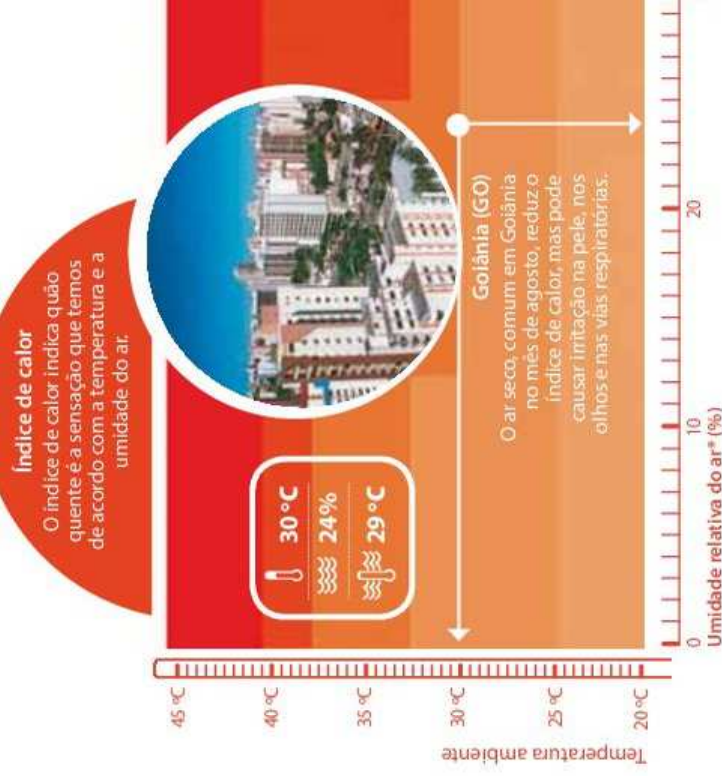 Índice de calor
O índice de calor indica quão
quente é a sensação que temos
de acordo com a temperatura e a
umidade do ar.
30 °C
24%
29 °C
Goiânia (GO)
O ar seco, comum em Goiânia
no mês de agosto, reduz o
índice de calor, mas pode
causar irritação na pele, nos
olhos e nas vias respiratórias.
Temperatura ambiente
45 °C
40 °C
35 °C
30 °C
25 °C
20 °C
0
10
20
Umidade relativa do ar* (%)